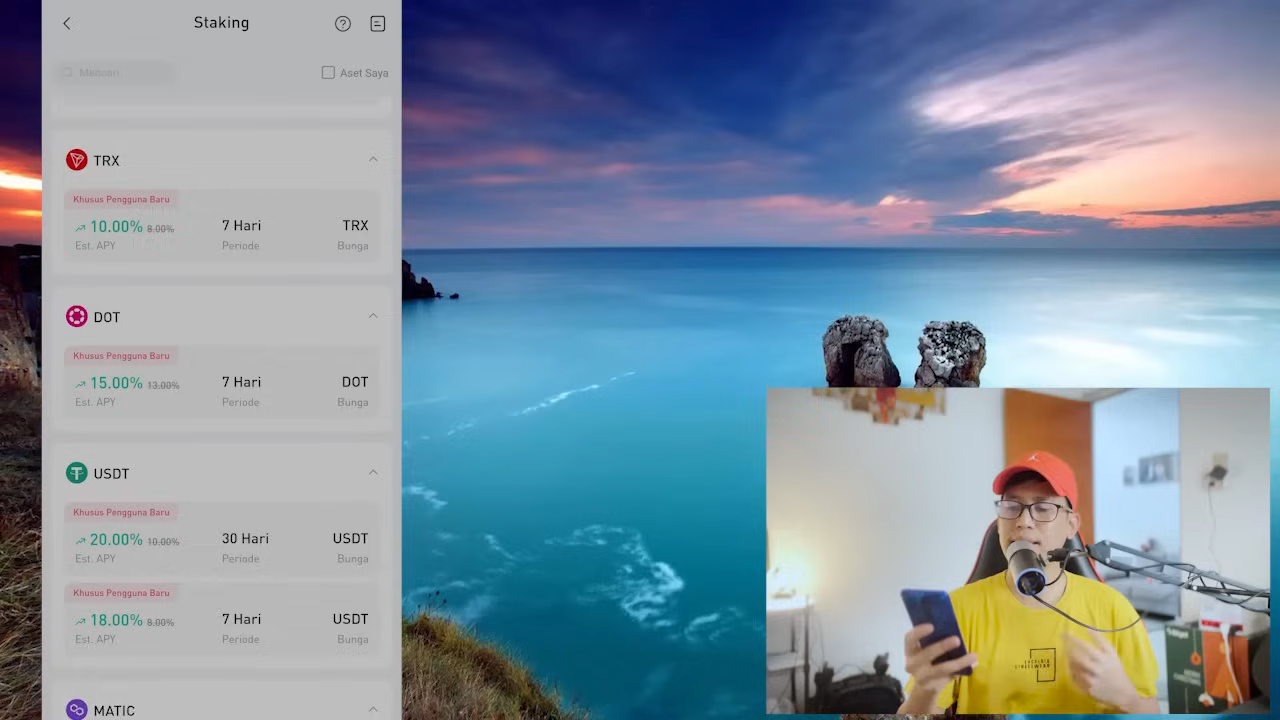 Staking
Mencari
Aset Saya
TRX
Khusus Pengguna Baru
10.00% 8.00% 7 Hari TRX
Est. APY Periode Bunga
DOT
Khusus Pengguna Baru
15.00% 13.00% 7 Hari DOT
Est. APY Periode Bunga
USDT
Khusus Pengguna Baru
20.00% 10.00% 30 Hari USDT
Est. APY Periode Bunga
Khusus Pengguna Baru
18.00% 8.00% 7 Hari USDT
Est. APY Periode Bunga
MATIC